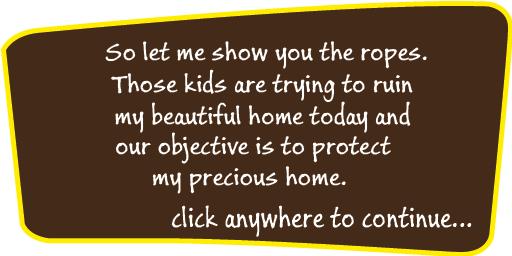 So let me show you the ropes.
Those kids are trying to ruin
my beautiful home today and
our objective is to protect
my precious home.
click anywhere to continue...